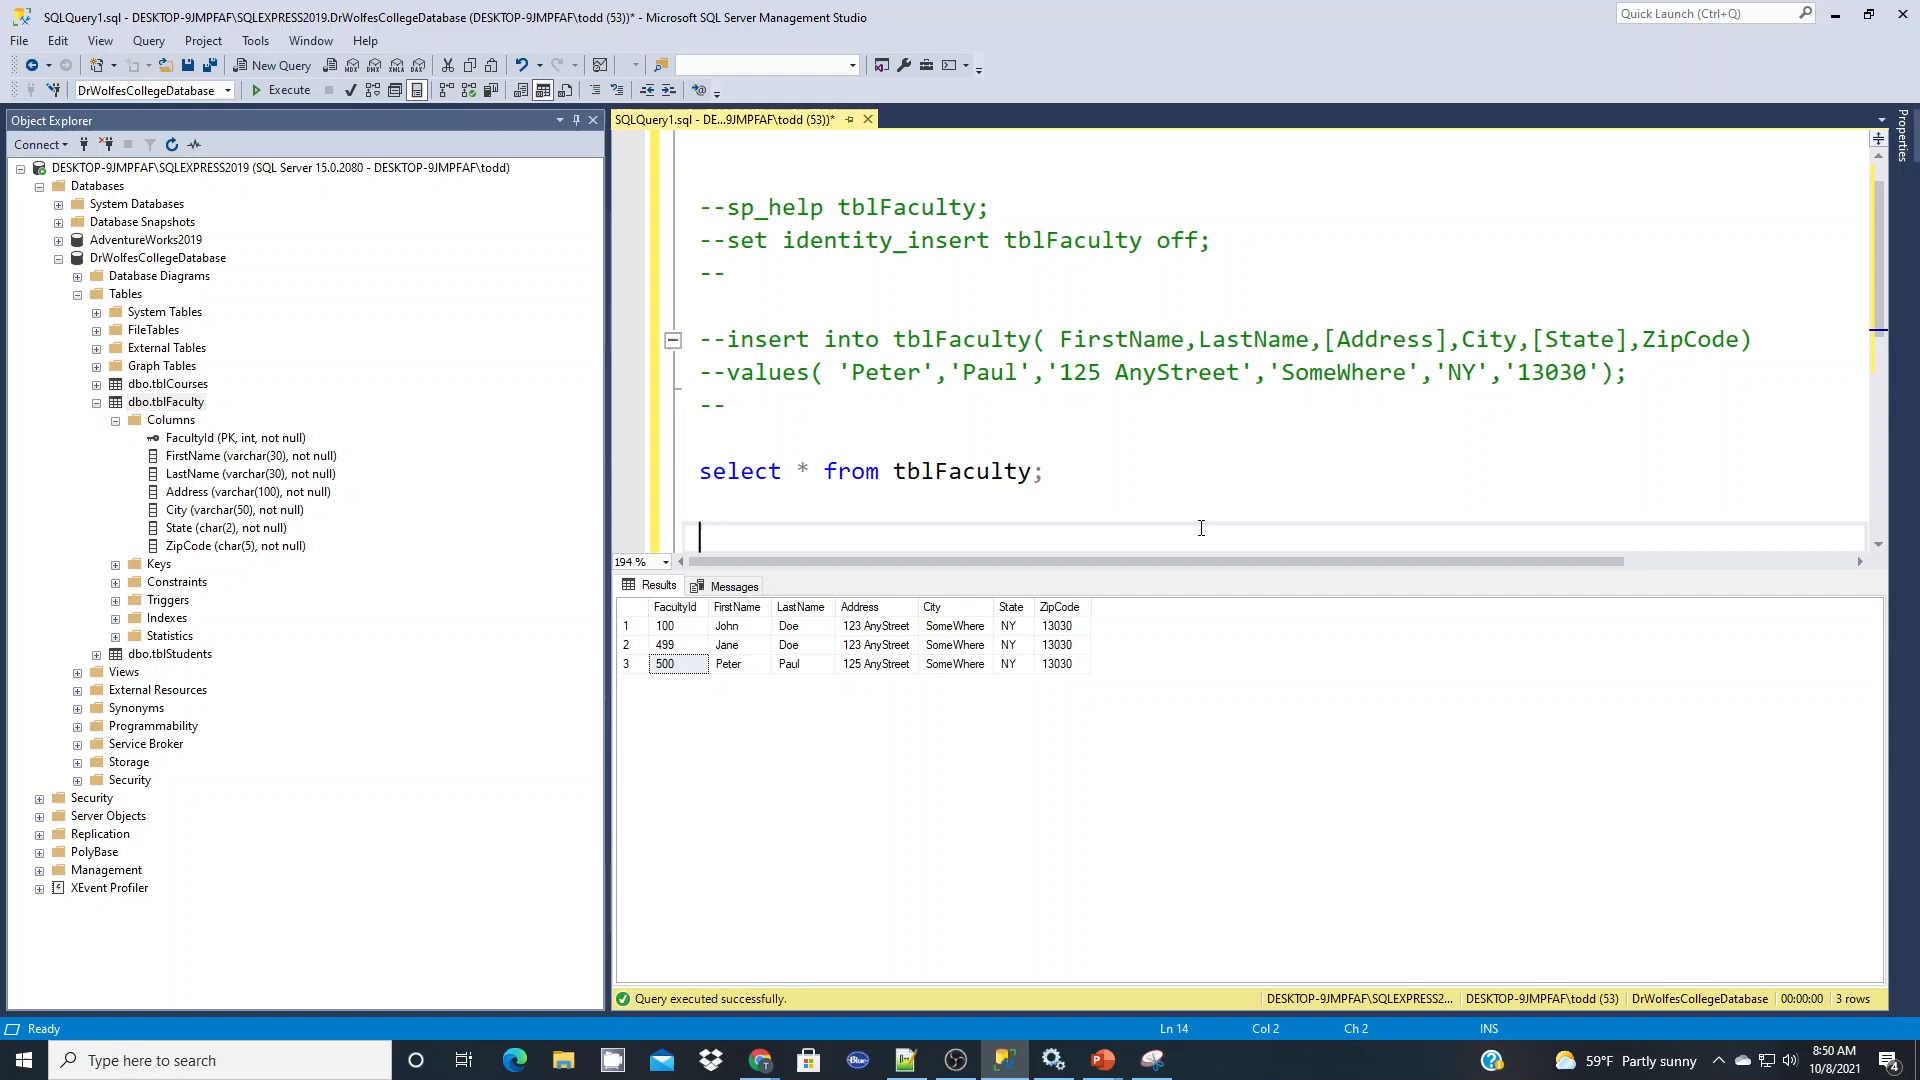 SQLQuery1.sql - DESKTOP-9JMPFAF\SQLEXPRESS2019.DrWolfesCollegeDatabase (DESKTOP-9JMPFAF\todd (53))* - Microsoft SQL Server Management Studio
Quick Launch (Ctrl+Q)
File Edit View Query Project Tools Window Help
New Query
DrWolfesCollegeDatabase
Execute
Object Explorer
Connect
DESKTOP-9JMPFAF\SQLEXPRESS2019 (SQL Server 15.0.2080 - DESKTOP-9JMPFAF\todd)
Databases
System Databases
Database Snapshots
AdventureWorks2019
DrWolfesCollegeDatabase
Database Diagrams
Tables
System Tables
FileTables
External Tables
Graph Tables
dbo.tblCourses
dbo.tblFaculty
Columns
FacultyId (PK, int, not null)
FirstName (varchar(30), not null)
LastName (varchar(30), not null)
Address (varchar(100), not null)
City (varchar(50), not null)
State (char(2), not null)
ZipCode (char(5), not null)
Keys
Constraints
Triggers
Indexes
Statistics
dbo.tblStudents
Views
External Resources
Synonyms
Programmability
Service Broker
Storage
Security
Security
Server Objects
Replication
PolyBase
Management
XEvent Profiler
SQLQuery1.sql - DE...9JMPFAF\todd (53))*
Properties
--sp_help tblFaculty;
--set identity_insert tblFaculty off;
--
--insert into tblFaculty( FirstName,LastName,[Address],City,[State],ZipCode)
--values( 'Peter','Paul','125 AnyStreet','SomeWhere','NY','13030');
--
select * from tblFaculty;
194 %
Results Messages
FacultyId FirstName LastName Address City State ZipCode
1 100 John Doe 123 AnyStreet SomeWhere NY 13030
2 499 Jane Doe 123 AnyStreet SomeWhere NY 13030
3 500 Peter Paul 125 AnyStreet SomeWhere NY 13030
Query executed successfully.
DESKTOP-9JMPFAF\SQLEXPRESS2... DESKTOP-9JMPFAF\todd (53) DrWolfesCollegeDatabase 00:00:00 3 rows
Ready
Ln 14 Col 2 Ch 2 INS
Type here to search
59°F Partly sunny
8:50 AM
10/8/2021
4